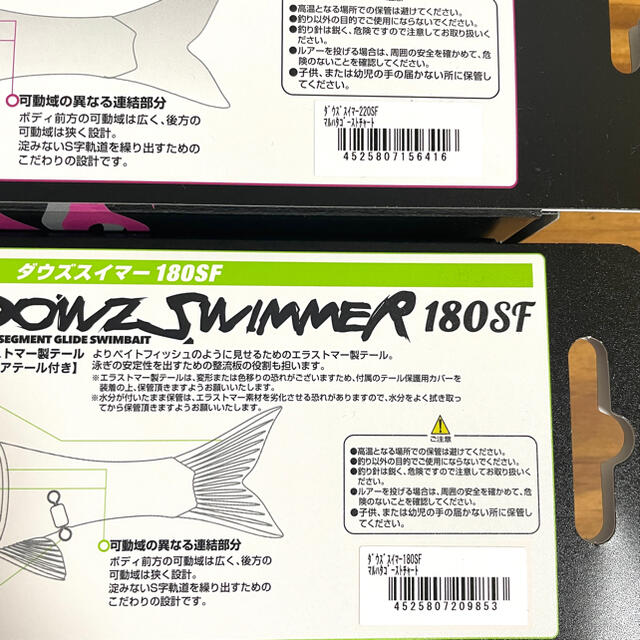 ●高温となる場所での保管は避けてください。
●釣り以外の目的でご使用にならないでください。
●釣り針は鋭く、危険ですので注意してお取り扱いください。
●ルアーを投げる場合は、周囲の安全を確かめて、危険のないことを確認してください。
●子供、または幼児の手の届かない所に保管してください。
可動域の異なる連結部分
ボディ前方の可動域は広く、後方の
可動域は狭く設計。
淀みないS字軌道を繰り出すための
こだわりの設計です。
ﾀﾞｳｽﾞｽｲﾏｰ220SF
ﾏﾙﾊﾀｺﾞｰｽﾄﾁｬｰﾄ
4525807156416
ダウズスイマー180SF
DOWZ SWIMMER 180SF
SEGMENT GLIDE SWIMBAIT
ストマー製テール
アテール付き】
よりベイトフィッシュのように見せるためのエラストマー製テール。
泳ぎの安定性を出すための整流板の役割も担います。
※エラストマー製テールは、変形または色移りの恐れがございますため、付属のテール保護用カバーを
装着の上、保管頂きますようお願いいたします。
※水分が付いたまま保管は、エラストマー素材を劣化させる恐れがありますので、水分をよく拭き取っ
てから保管頂けますようお願いいたします。
ご注意
●高温となる場所での保管は避けてください。
●釣り以外の目的でご使用にならないでください。
●釣り針は鋭く、危険ですので注意してお取り扱いください。
●ルアーを投げる場合は、周囲の安全を確かめて、危険のないことを確認してください。
●子供、または幼児の手の届かない所に保管してください。
可動域の異なる連結部分
ボディ前方の可動域は広く、後方の
可動域は狭く設計。
淀みないS字軌道を繰り出すための
こだわりの設計です。
ﾀﾞｳｽﾞｽｲﾏｰ180SF
ﾏﾙﾊﾀｺﾞｰｽﾄﾁｬｰﾄ
4525807209853